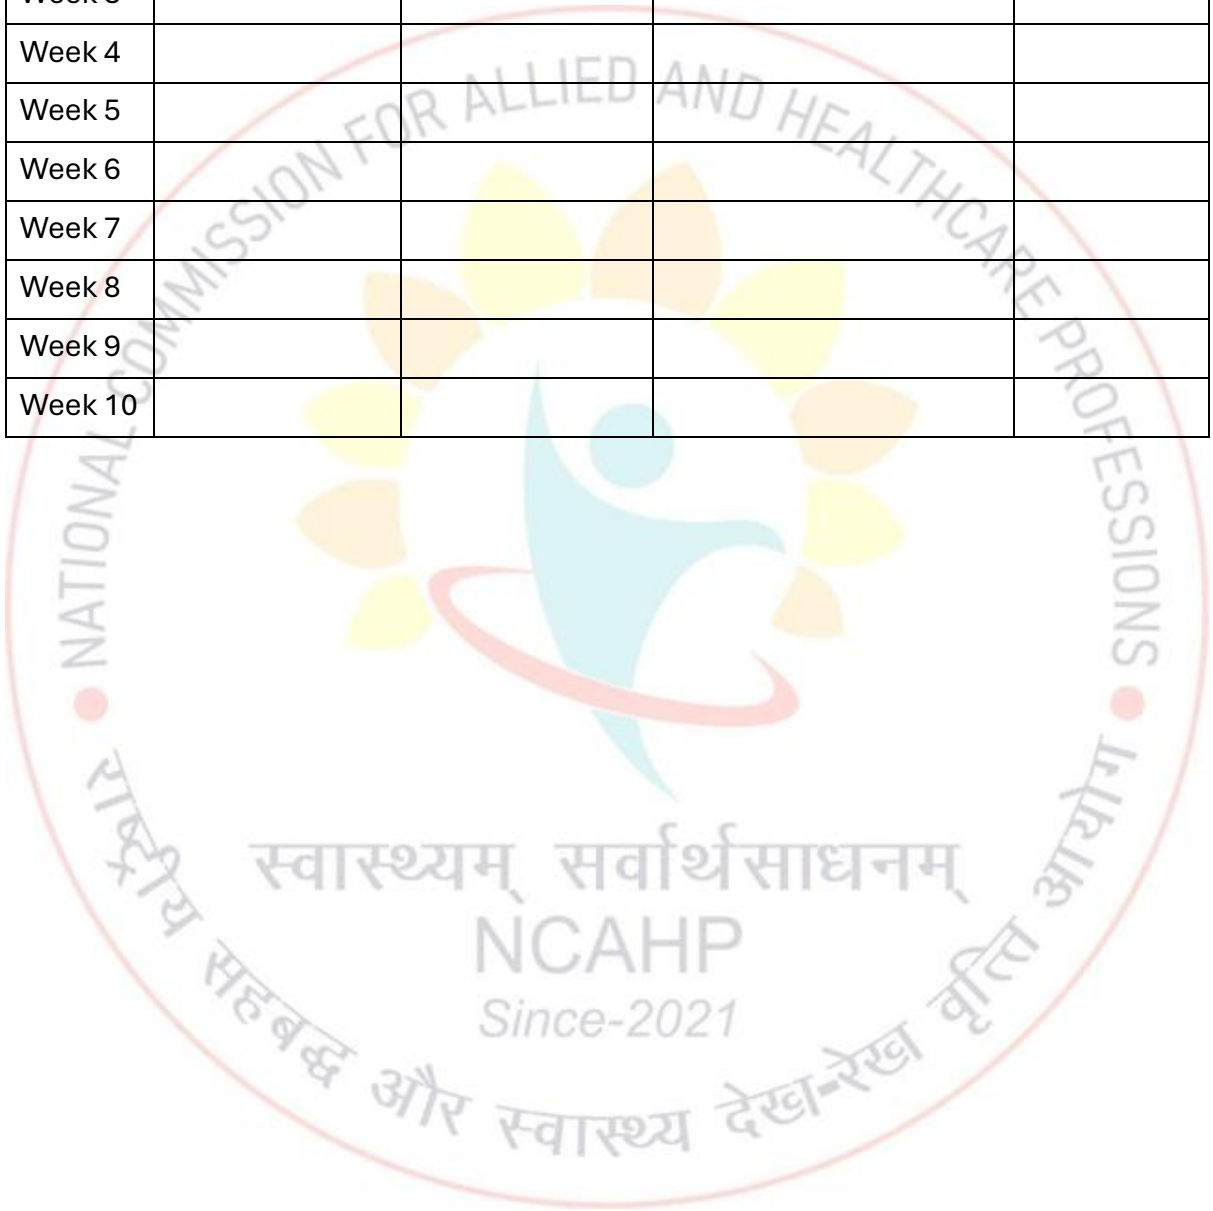 Week 4
Week 5
Week 6
Week 7
Week 8
Week 9
Week 10
NATIONAL COMMISSION FOR ALLIED AND HEALTHCARE PROFESSIONS
स्वास्थ्यम् सर्वार्थसाधनम्
NCAHP
Since-2021
राष्ट्रीय सहबद्ध और स्वास्थ्य देख-रेख वृत्ति आयोग